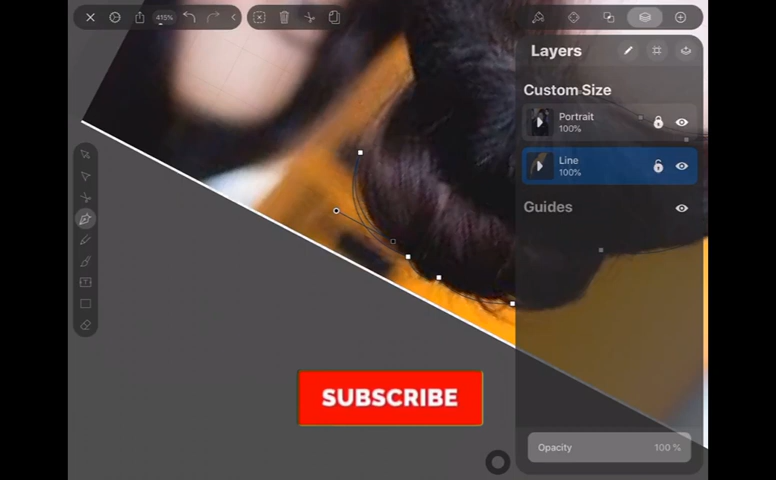 415%
Layers
Custom Size
Portrait
100%
Line
100%
Guides
SUBSCRIBE
Opacity
100 %